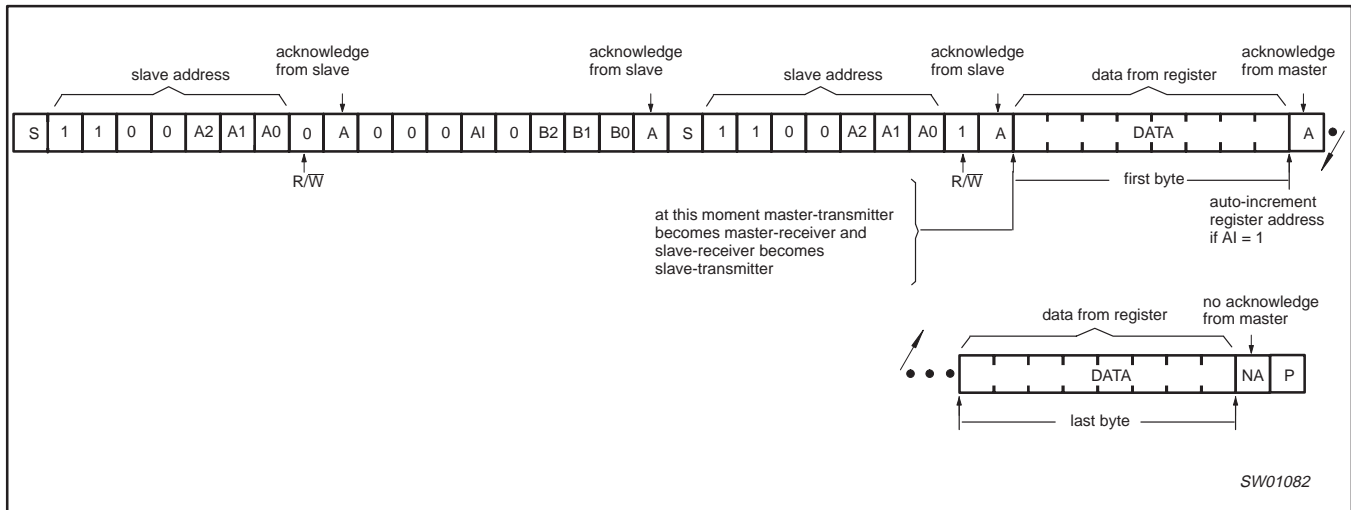 acknowledge
from slave
acknowledge
from slave
acknowledge
from slave
acknowledge
from master
slave address
slave address
data from register
S 1 1 0 0 A2 A1 A0 0 A 0 0 0 AI 0 B2 B1 B0 A S 1 1 0 0 A2 A1 A0 1 A DATA A
R/W̅
R/W̅
first byte
at this moment master-transmitter
becomes master-receiver and
slave-receiver becomes
slave-transmitter
auto-increment
register address
if AI = 1
data from register
no acknowledge
from master
DATA NA P
last byte
SW01082